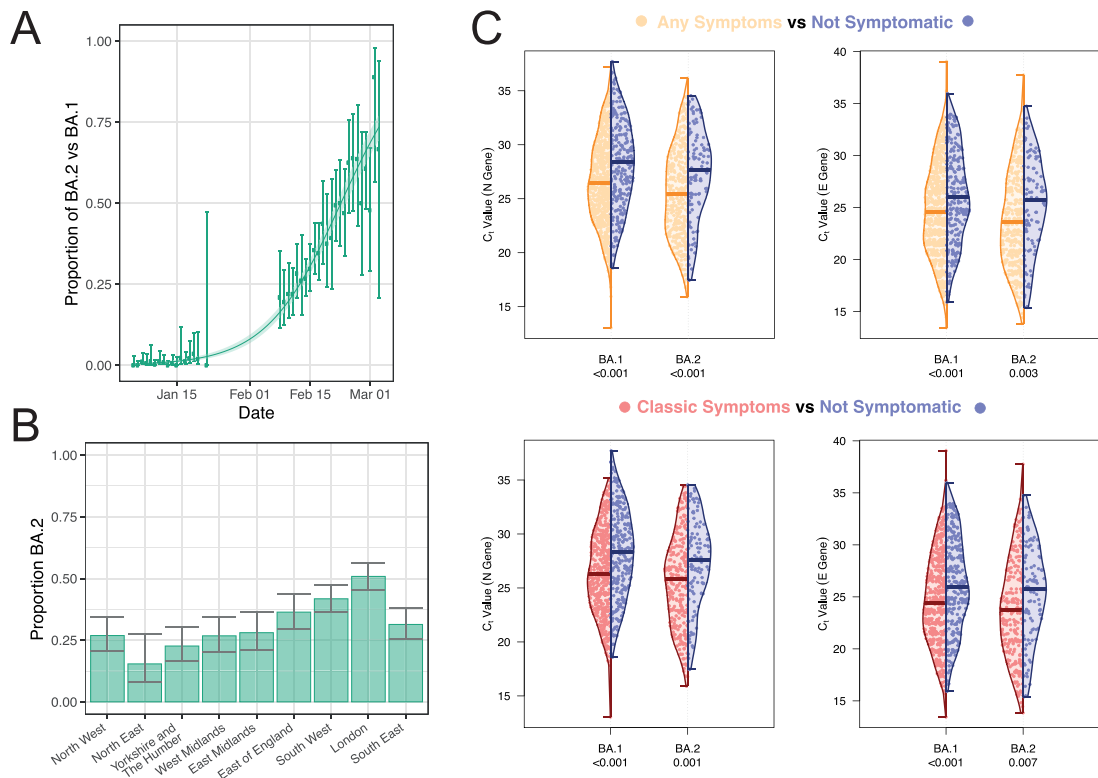 A
1.00
0.75
0.50
0.25
0.00
Proportion of BA.2 vs BA.1
Jan 15
Feb 01
Feb 15
Mar 01
Date
B
1.00
0.75
0.50
0.25
0.00
Proportion BA.2
North West
North East
Yorkshire and
The Humber
West Midlands
East Midlands
East of England
South West
London
South East
C
Any Symptoms vs Not Symptomatic
35
30
25
20
15
Ct Value (N Gene)
BA.1
<0.001
BA.2
<0.001
40
35
30
25
20
15
Ct Value (E Gene)
BA.1
<0.001
BA.2
0.003
Classic Symptoms vs Not Symptomatic
35
30
25
20
15
Ct Value (N Gene)
BA.1
<0.001
BA.2
0.001
40
35
30
25
20
15
Ct Value (E Gene)
BA.1
<0.001
BA.2
0.007